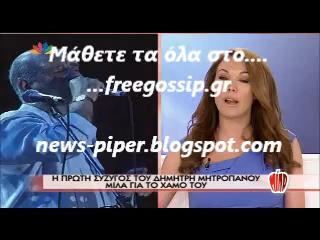 Μάθετε τα όλα στο....
...freegossip.gr
news-piper.blogspot.com
Η ΠΡΩΤΗ ΣΥΖΥΓΟΣ ΤΟΥ ΔΗΜΗΤΡΗ ΜΗΤΡΟΠΑΝΟΥ
ΜΙΛΑ ΓΙΑ ΤΟ ΧΑΜΟ ΤΟΥ